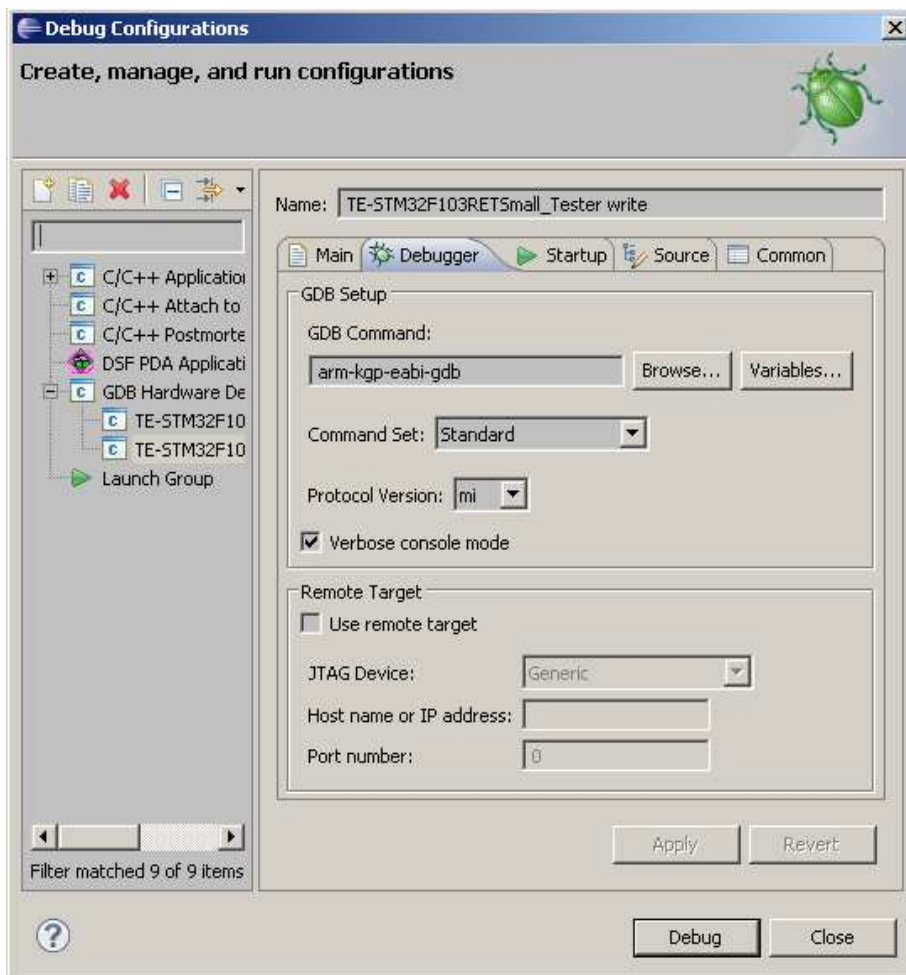 Debug Configurations
Create, manage, and run configurations
Name: TE-STM32F103RETSmall_Tester write
Main Debugger Startup Source Common
C/C++ Application
C/C++ Attach to
C/C++ Postmorte
DSF PDA Applicati
GDB Hardware De
TE-STM32F10
TE-STM32F10
Launch Group
Filter matched 9 of 9 items
GDB Setup
GDB Command:
arm-kgp-eabi-gdb Browse... Variables...
Command Set: Standard
Protocol Version: mi
Verbose console mode
Remote Target
Use remote target
JTAG Device: Generic
Host name or IP address:
Port number: 0
Apply Revert
? Debug Close